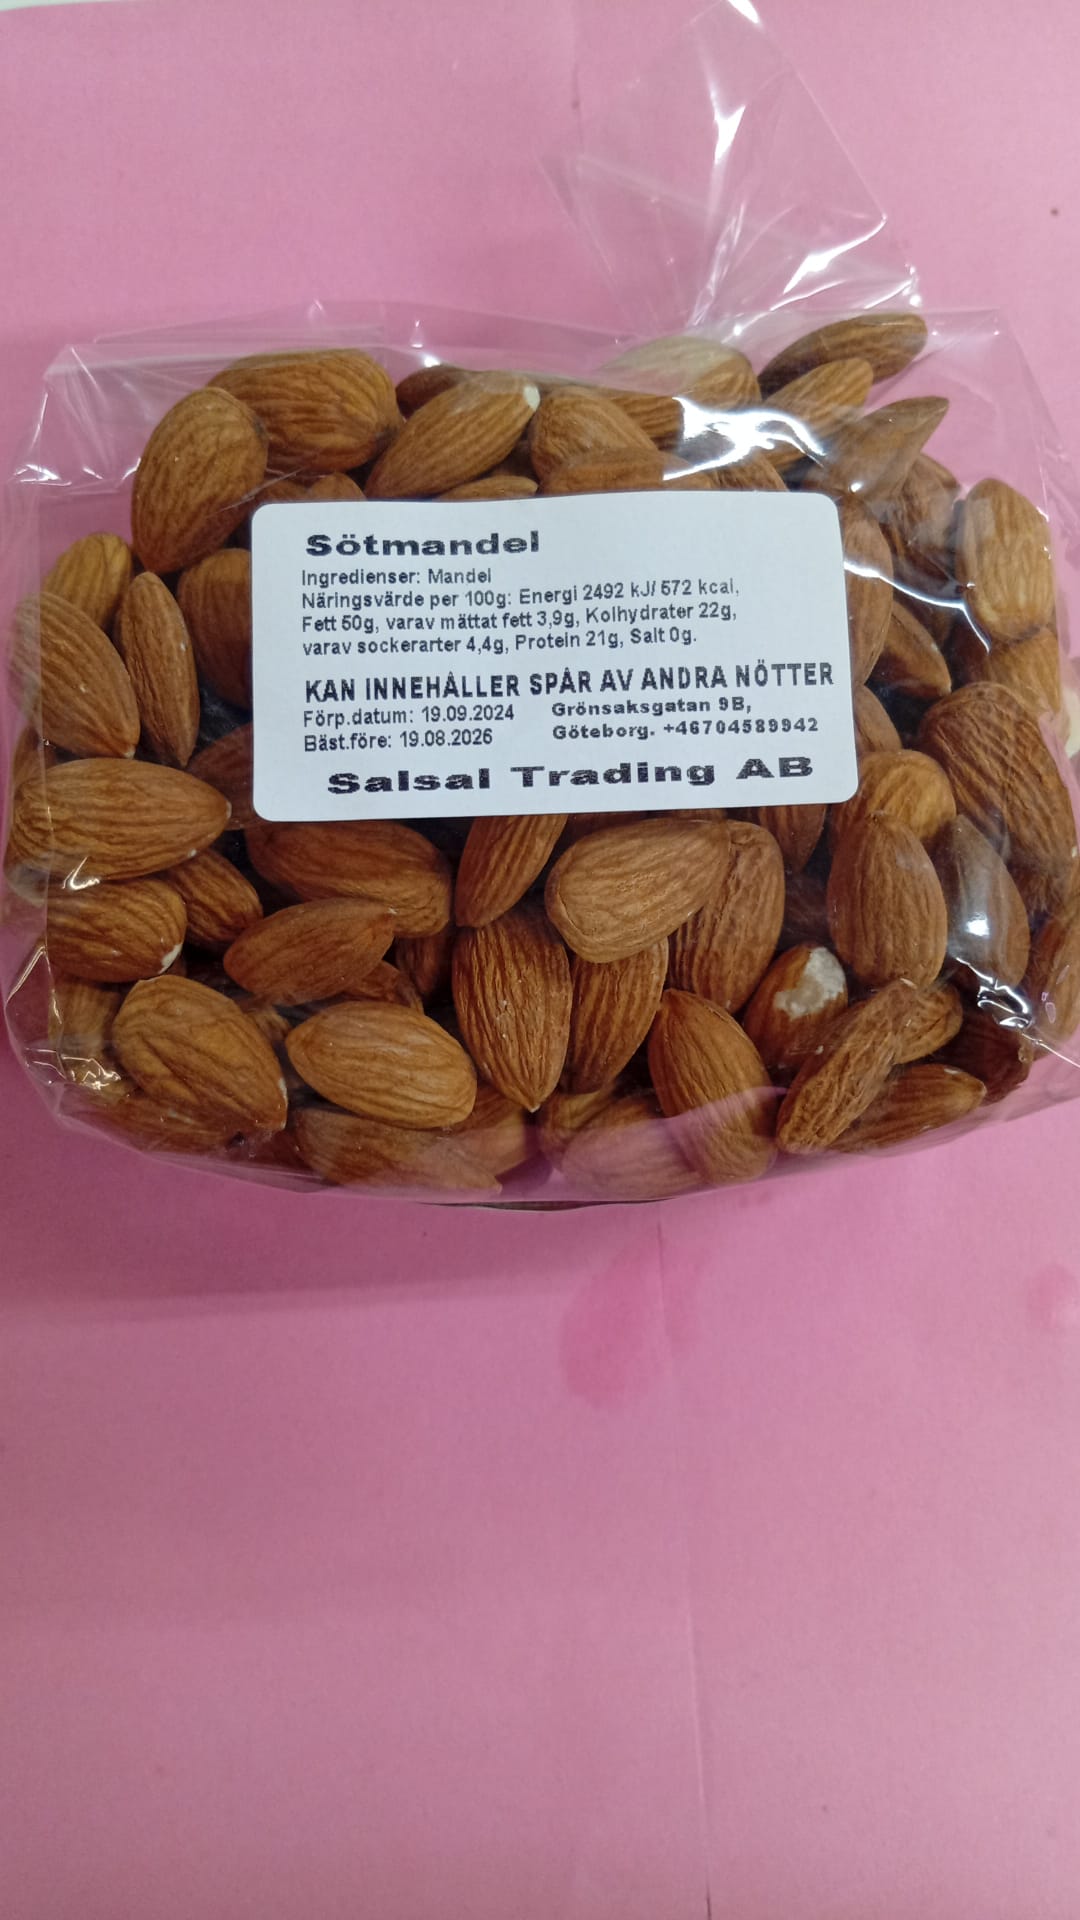 Sötmandel
Ingredienser: Mandel
Näringsvärde per 100g: Energi 2492 kJ/ 572 kcal,
Fett 50g, varav mättat fett 3,9g, Kolhydrater 22g,
varav sockerarter 4,4g, Protein 21g, Salt 0g.
KAN INNEHÅLLER SPÅR AV ANDRA NÖTTER
Förp.datum: 19.09.2024
Bäst.före: 19.08.2026
Grönsaksgatan 9B,
Göteborg. +46704589942
Salsal Trading AB